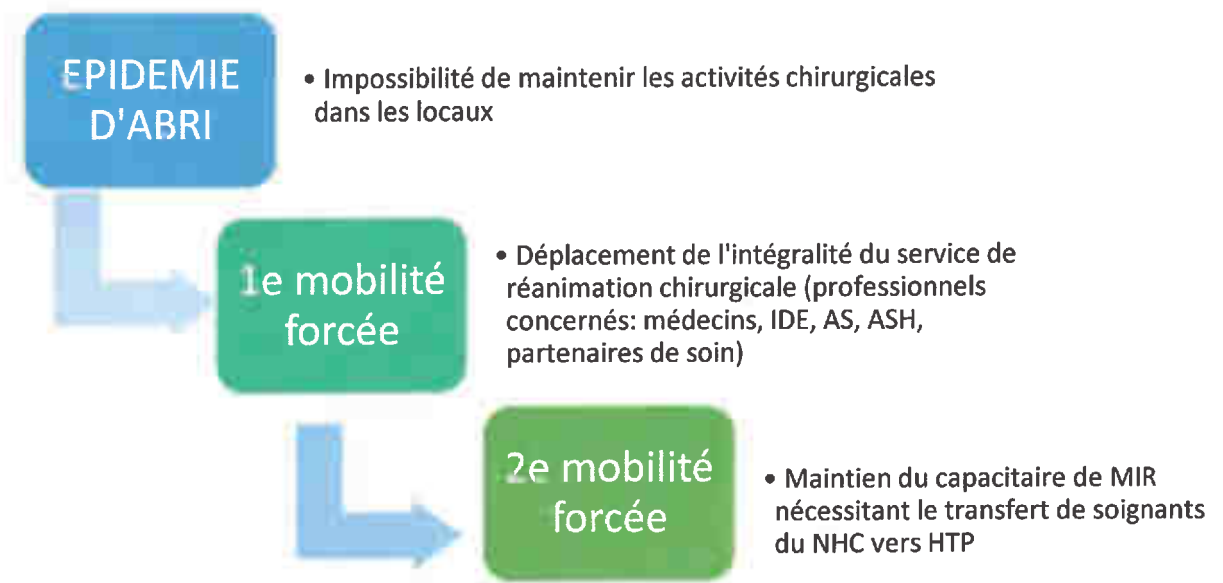 EPIDEMIE
D'ABRI
• Impossibilité de maintenir les activités chirurgicales
dans les locaux
1e mobilité
forcée
• Déplacement de l'intégralité du service de
réanimation chirurgicale (professionnels
concernés: médecins, IDE, AS, ASH,
partenaires de soin)
2e mobilité
forcée
• Maintien du capacitaire de MIR
nécessitant le transfert de soignants
du NHC vers HTP